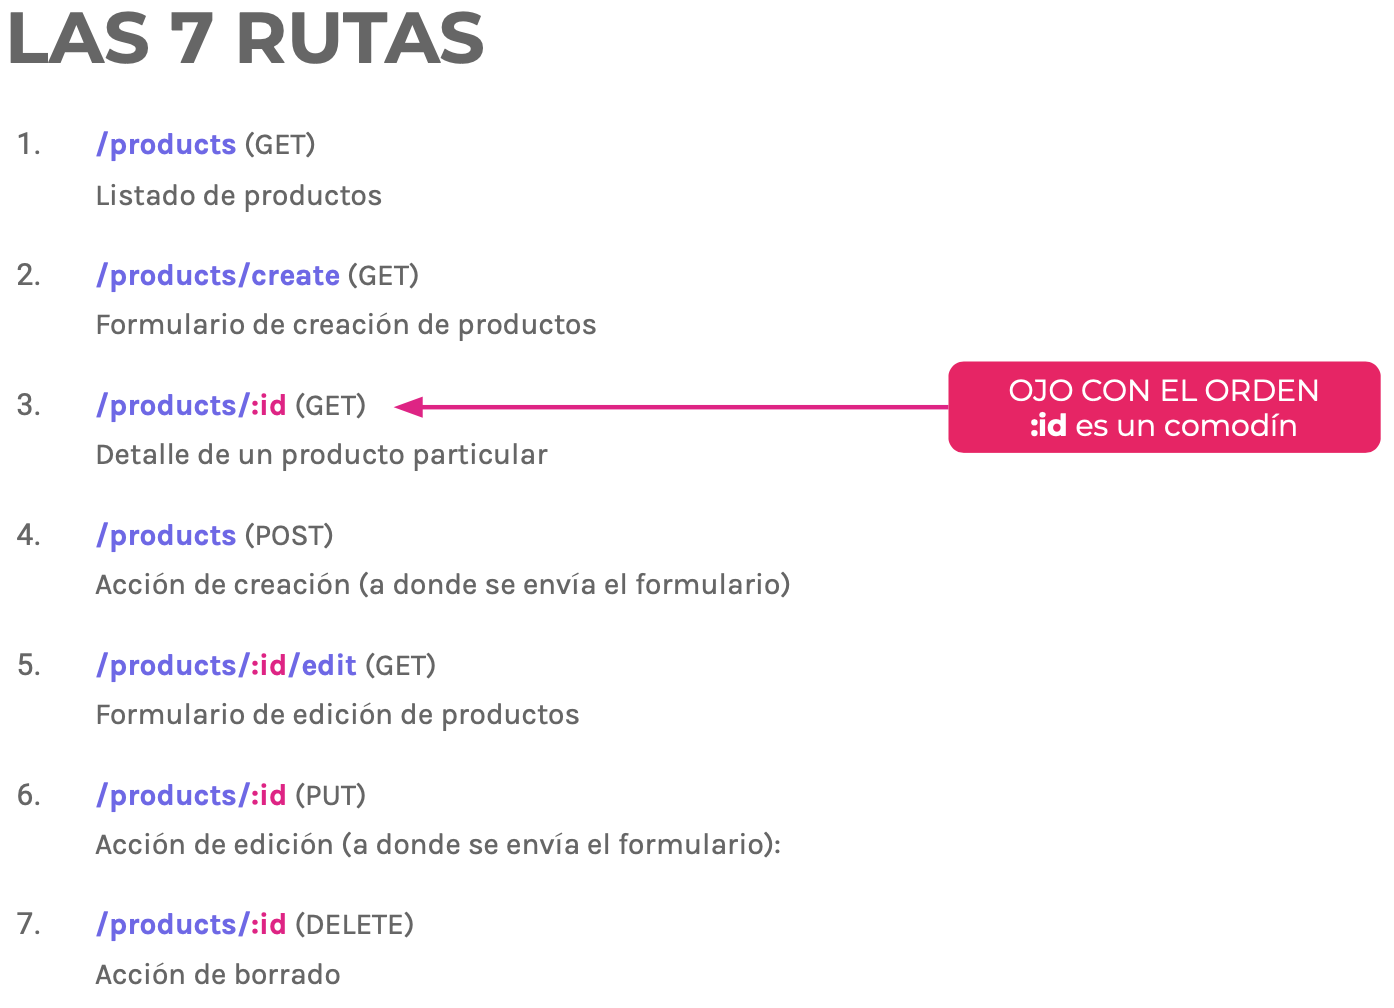 LAS 7 RUTAS
1. /products (GET)
Listado de productos
2. /products/create (GET)
Formulario de creación de productos
3. /products/:id (GET)
OJO CON EL ORDEN
:id es un comodín
Detalle de un producto particular
4. /products (POST)
Acción de creación (a donde se envía el formulario)
5. /products/:id/edit (GET)
Formulario de edición de productos
6. /products/:id (PUT)
Acción de edición (a donde se envía el formulario):
7. /products/:id (DELETE)
Acción de borrado